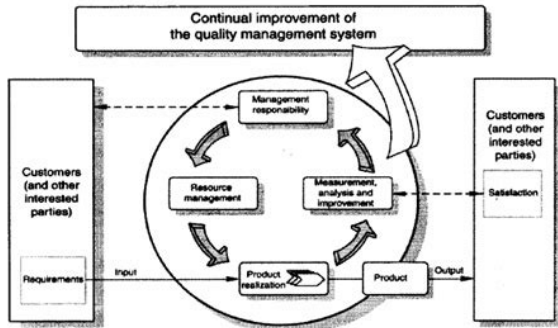 Continual improvement of
the quality management system
Management
responsibility
Customers
(and other
interested
parties)
Customers
(and other
interested
parties)
Resource
management
Measurement,
analysis and
improvement
Satisfaction
Requirements
Input
Product
realization
Product
Output